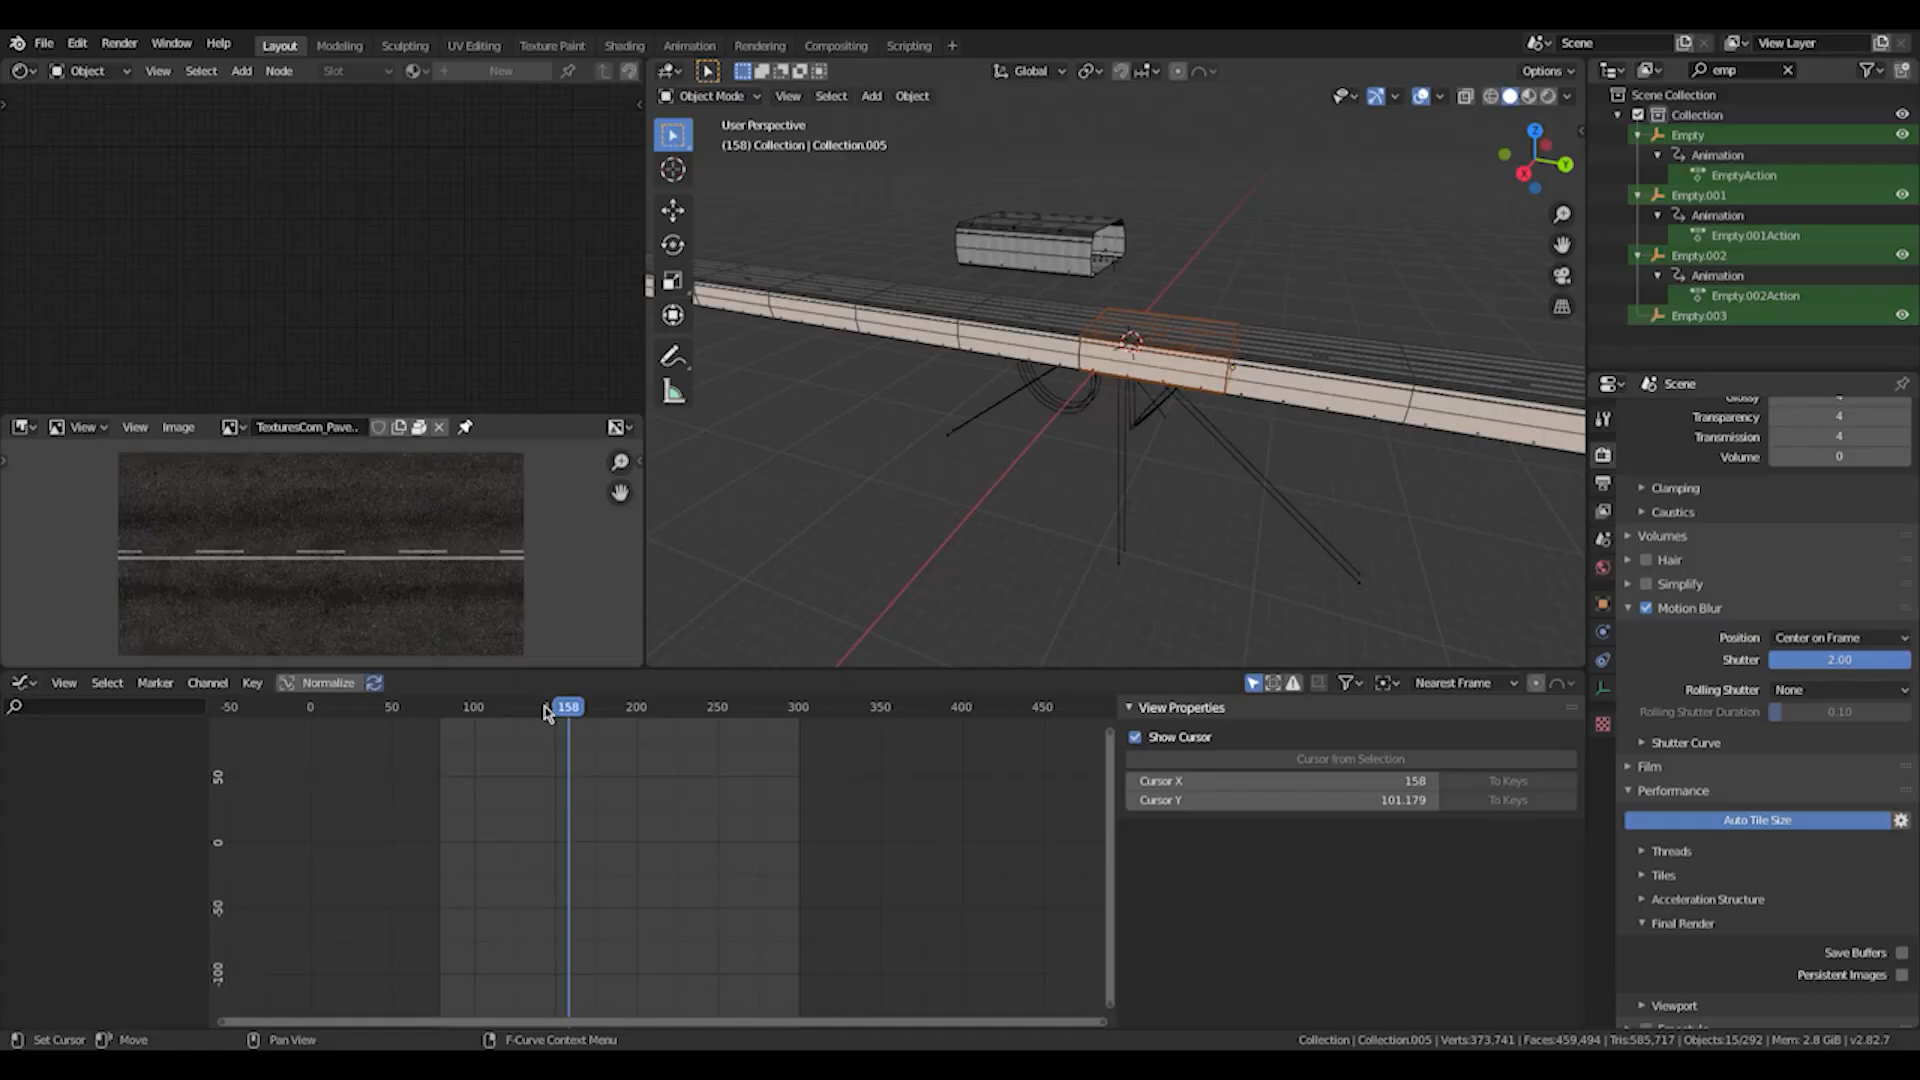 File Edit Render Window Help Layout Modeling Sculpting UV Editing Texture Paint Shading Animation Rendering Compositing Scripting + Scene View Layer
Object View Select Add Node Slot New Global Options emp
Object Mode View Select Add Object
User Perspective
(158) Collection | Collection.005
Z
Y
X
Scene Collection
Collection
Empty
Animation
EmptyAction
Empty.001
Animation
Empty.001Action
Empty.002
Animation
Empty.002Action
Empty.003
View View Image TexturesCom_Pave..
Scene
Glossy 4
Transparency 4
Transmission 4
Volume 0
Clamping
Caustics
Volumes
Hair
Simplify
Motion Blur
Position Center on Frame
Shutter 2.00
Rolling Shutter None
Rolling Shutter Duration 0.10
Shutter Curve
Film
Performance
Auto Tile Size
Threads
Tiles
Acceleration Structure
Final Render
Save Buffers
Persistent Images
Viewport
View Select Marker Channel Key Normalize Nearest Frame
-50 0 50 100 158 200 250 300 350 400 450
50
0
-50
-100
View Properties
Show Cursor
Cursor from Selection
Cursor X 158 To Keys
Cursor Y 101.179 To Keys
Set Cursor Move Pan View F-Curve Context Menu Collection | Collection.005 | Verts:373,741 | Faces:459,494 | Tris:585,717 | Objects:15/292 | Mem: 2.8 GiB | v2.82.7